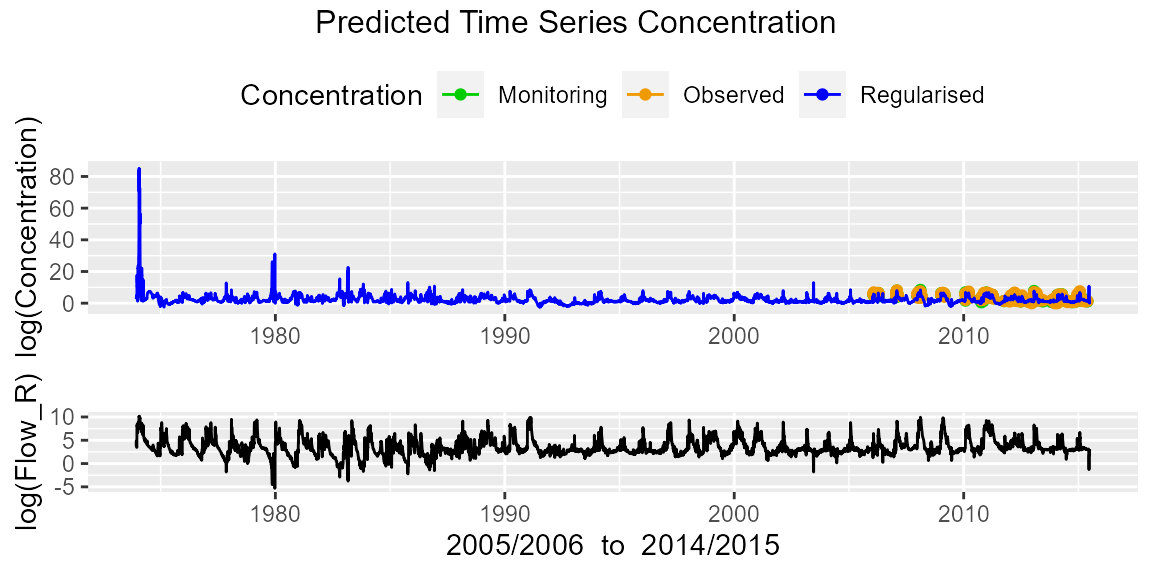 Predicted Time Series Concentration
Concentration Monitoring Observed Regularised
log(Concentration)
80
60
40
20
0
1980 1990 2000 2010
log(Flow_R)
10
5
0
-5
1980 1990 2000 2010
2005/2006 to 2014/2015